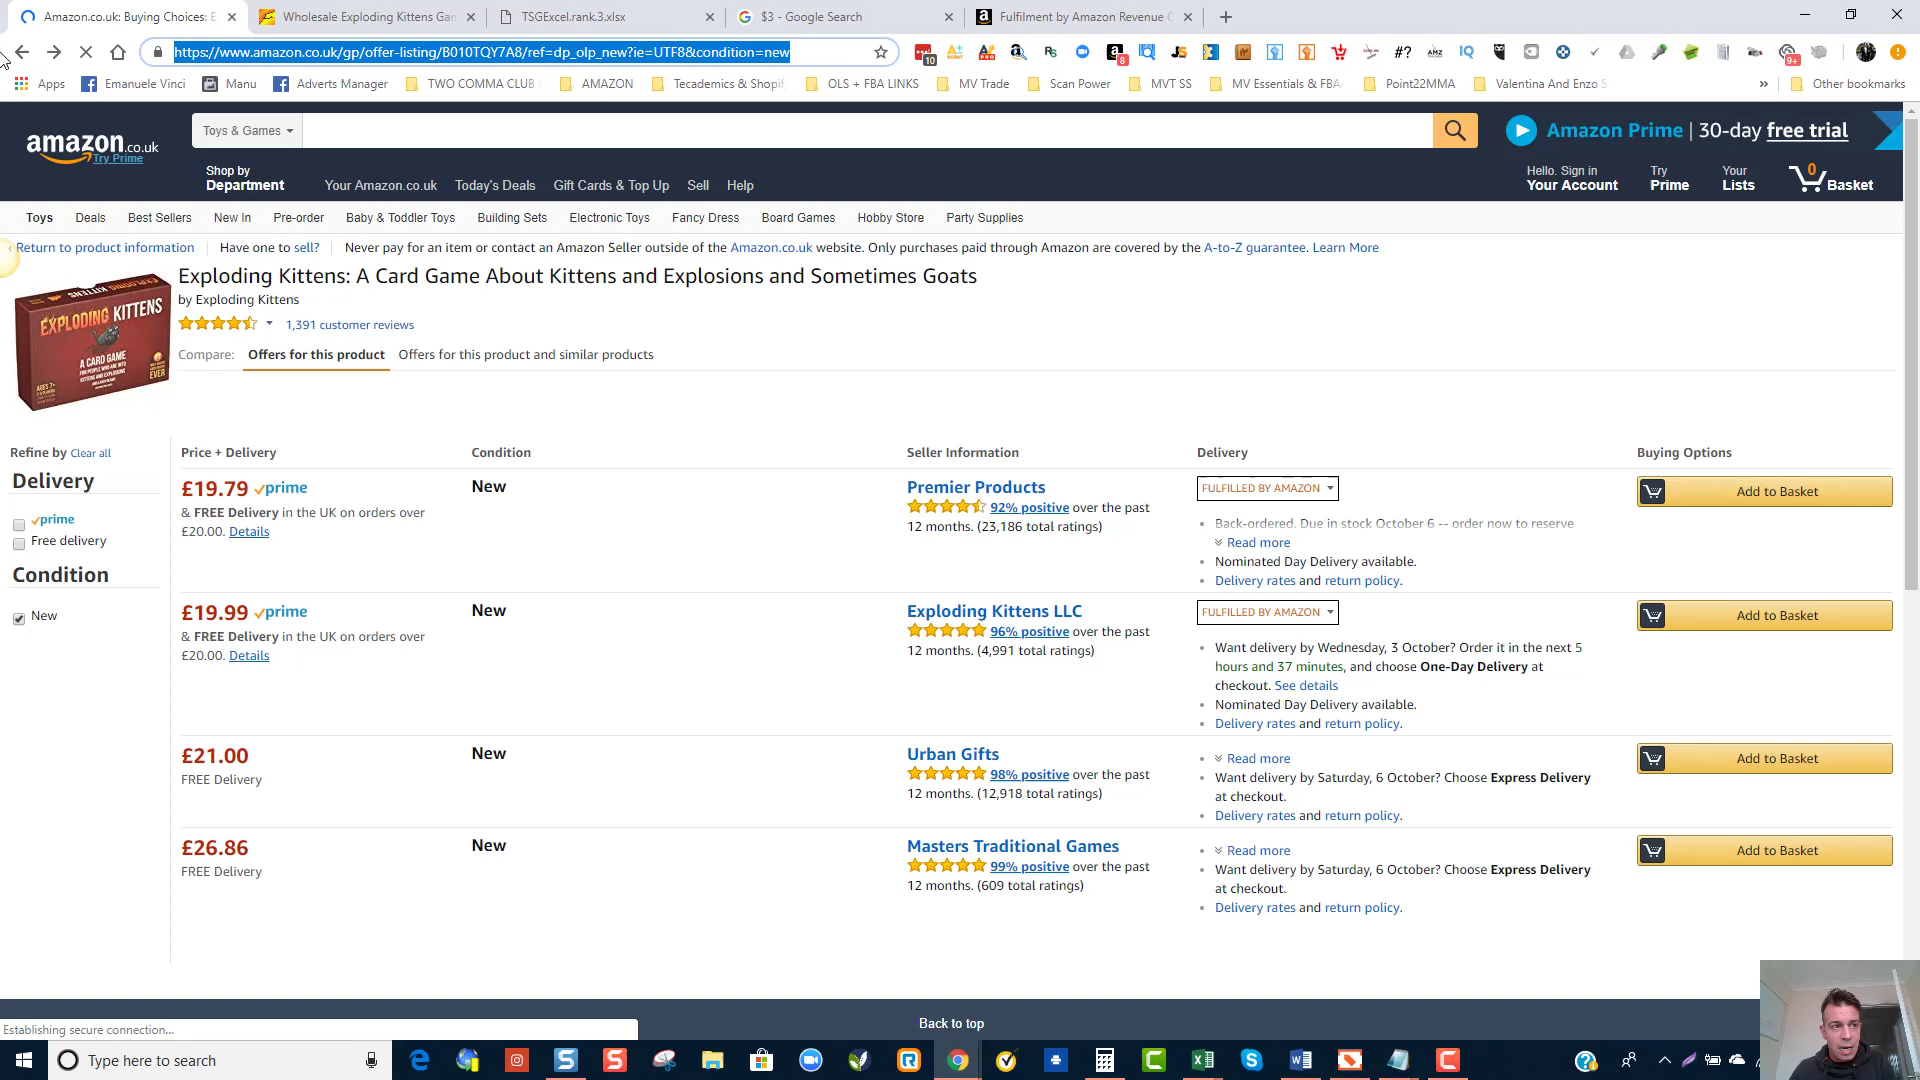 Amazon.co.uk: Buying Choices: E
Wholesale Exploding Kittens Gan
TSGExcel.rank.3.xlsx
$3 - Google Search
Fulfilment by Amazon Revenue C
https://www.amazon.co.uk/gp/offer-listing/B010TQY7A8/ref=dp_olp_new?ie=UTF8&condition=new
Apps
Emanuele Vinci
Manu
Adverts Manager
TWO COMMA CLUB
AMAZON
Tecademics & Shopif
OLS + FBA LINKS
MV Trade
Scan Power
MVT SS
MV Essentials & FBA
Point22MMA
Valentina And Enzo S
Other bookmarks
amazon.co.uk
Try Prime
Toys & Games
Amazon Prime | 30-day free trial
Shop by
Department
Your Amazon.co.uk
Today's Deals
Gift Cards & Top Up
Sell
Help
Hello. Sign in
Your Account
Try
Prime
Your
Lists
0
Basket
Toys
Deals
Best Sellers
New In
Pre-order
Baby & Toddler Toys
Building Sets
Electronic Toys
Fancy Dress
Board Games
Hobby Store
Party Supplies
Return to product information
Have one to sell?
Never pay for an item or contact an Amazon Seller outside of the Amazon.co.uk website. Only purchases paid through Amazon are covered by the A-to-Z guarantee. Learn More
Exploding Kittens: A Card Game About Kittens and Explosions and Sometimes Goats
by Exploding Kittens
1,391 customer reviews
Compare:
Offers for this product
Offers for this product and similar products
EXPLODING KITTENS
A CARD GAME
Refine by Clear all
Delivery
prime
Free delivery
Condition
New
Price + Delivery
Condition
Seller Information
Delivery
Buying Options
£19.79 prime
& FREE Delivery in the UK on orders over
£20.00. Details
New
Premier Products
92% positive over the past
12 months. (23,186 total ratings)
FULFILLED BY AMAZON
Back-ordered. Due in stock October 6 -- order now to reserve
Read more
Nominated Day Delivery available.
Delivery rates and return policy.
Add to Basket
£19.99 prime
& FREE Delivery in the UK on orders over
£20.00. Details
New
Exploding Kittens LLC
96% positive over the past
12 months. (4,991 total ratings)
FULFILLED BY AMAZON
Want delivery by Wednesday, 3 October? Order it in the next 5
hours and 37 minutes, and choose One-Day Delivery at
checkout. See details
Nominated Day Delivery available.
Delivery rates and return policy.
Add to Basket
£21.00
FREE Delivery
New
Urban Gifts
98% positive over the past
12 months. (12,918 total ratings)
Read more
Want delivery by Saturday, 6 October? Choose Express Delivery
at checkout.
Delivery rates and return policy.
Add to Basket
£26.86
FREE Delivery
New
Masters Traditional Games
99% positive over the past
12 months. (609 total ratings)
Read more
Want delivery by Saturday, 6 October? Choose Express Delivery
at checkout.
Delivery rates and return policy.
Add to Basket
Back to top
Establishing secure connection...
Type here to search